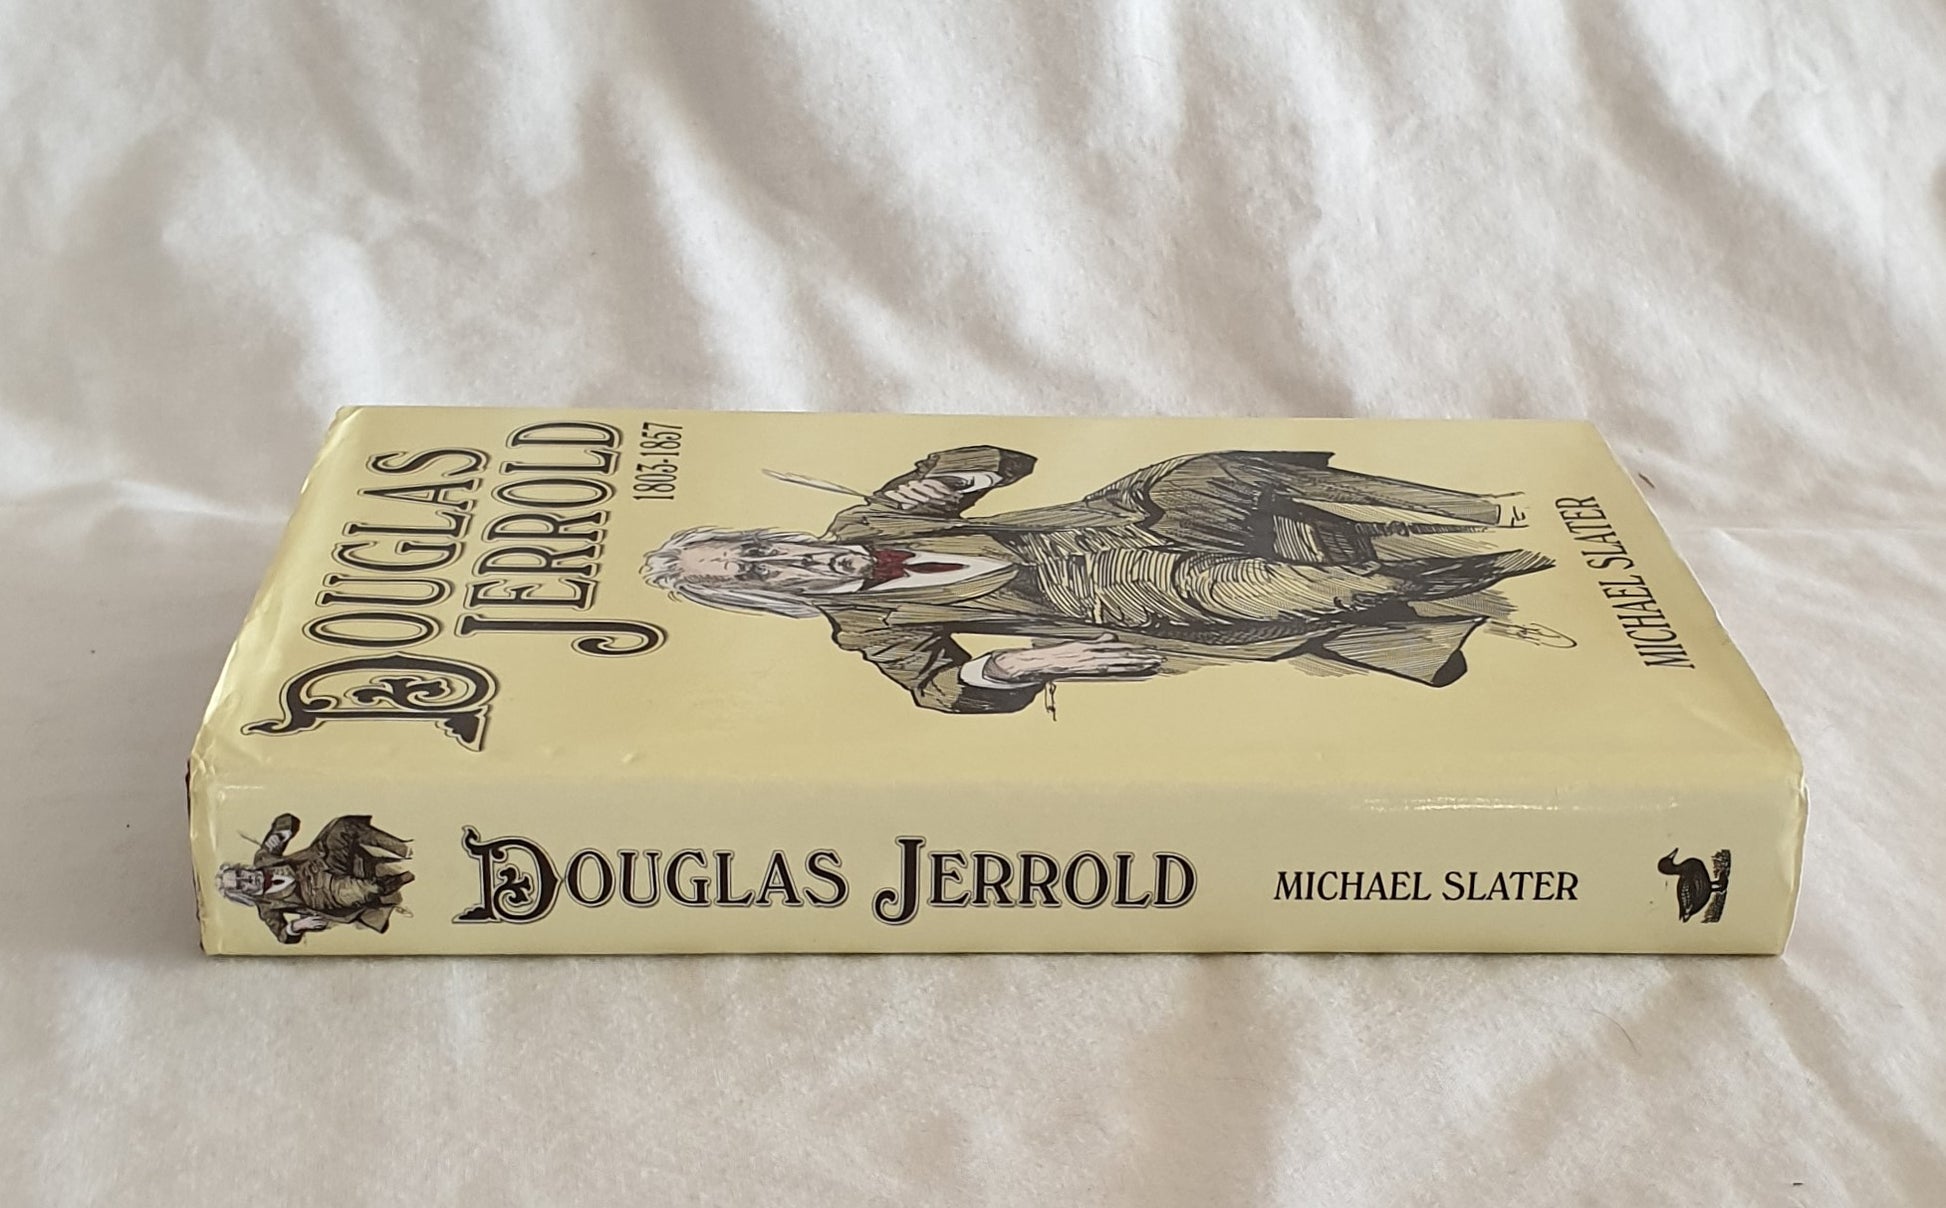 DOUGLAS
JERROLD
1803-1857
MICHAEL SLATER
DOUGLAS JERROLD MICHAEL SLATER